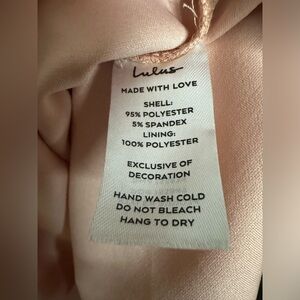 Lulus
MADE WITH LOVE
SHELL:
95% POLYESTER
5% SPANDEX
LINING:
100% POLYESTER
EXCLUSIVE OF
DECORATION
HAND WASH COLD
DO NOT BLEACH
HANG TO DRY